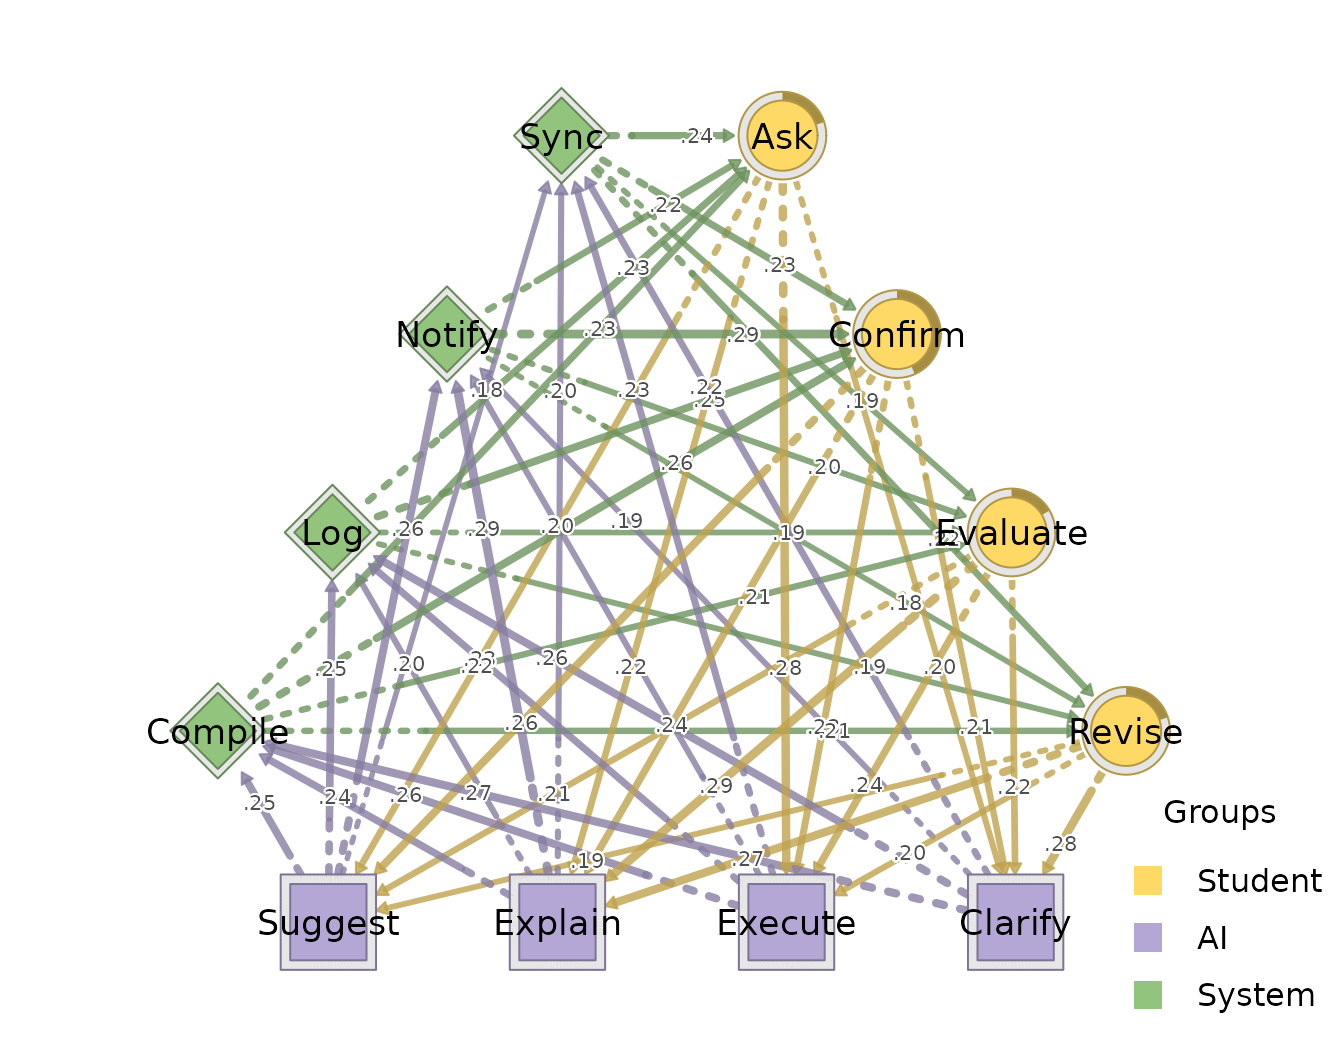 Sync
.24
Ask
.22
.23
.23
Notify
.23
.29
Confirm
.18
.20
.23
.22
.25
.19
.26
.20
Log
.26
.29
.20
.19
.19
.22
Evaluate
.21
.18
.25
.20
.22
.26
.22
.28
.19
.20
Compile
.26
.24
.21
.21
Revise
.25
.24
.26
.27
.21
.29
.24
.22
Groups
.19
.27
.20
.28
Student
Suggest
Explain
Execute
Clarify
AI
System